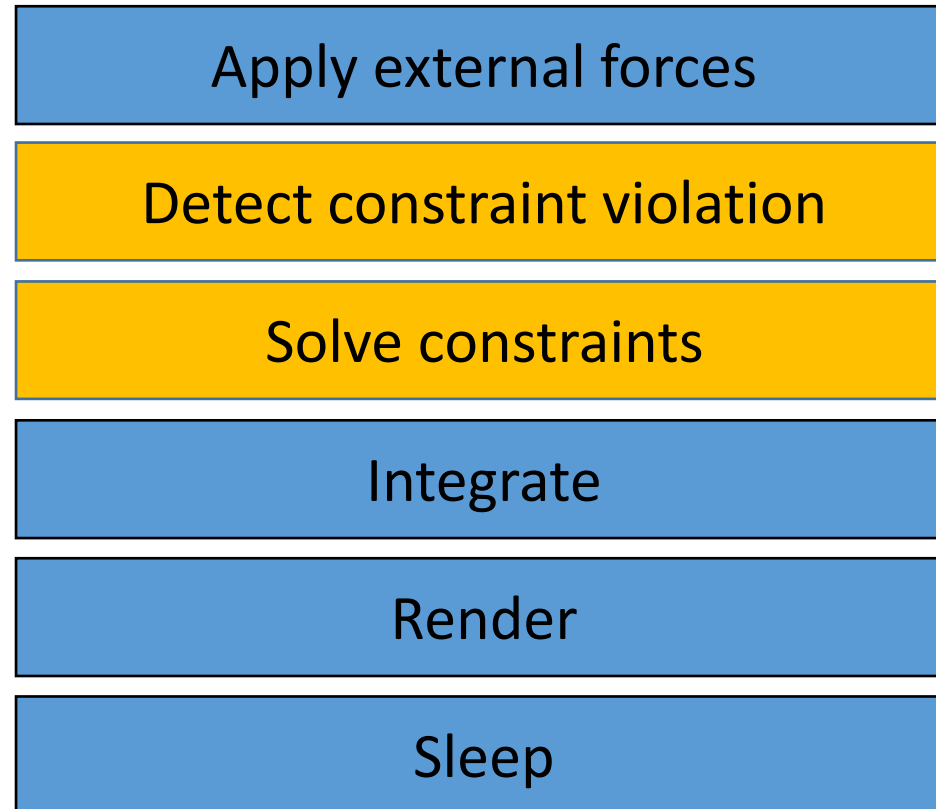 Apply external forces
Detect constraint violation
Solve constraints
Integrate
Render
Sleep